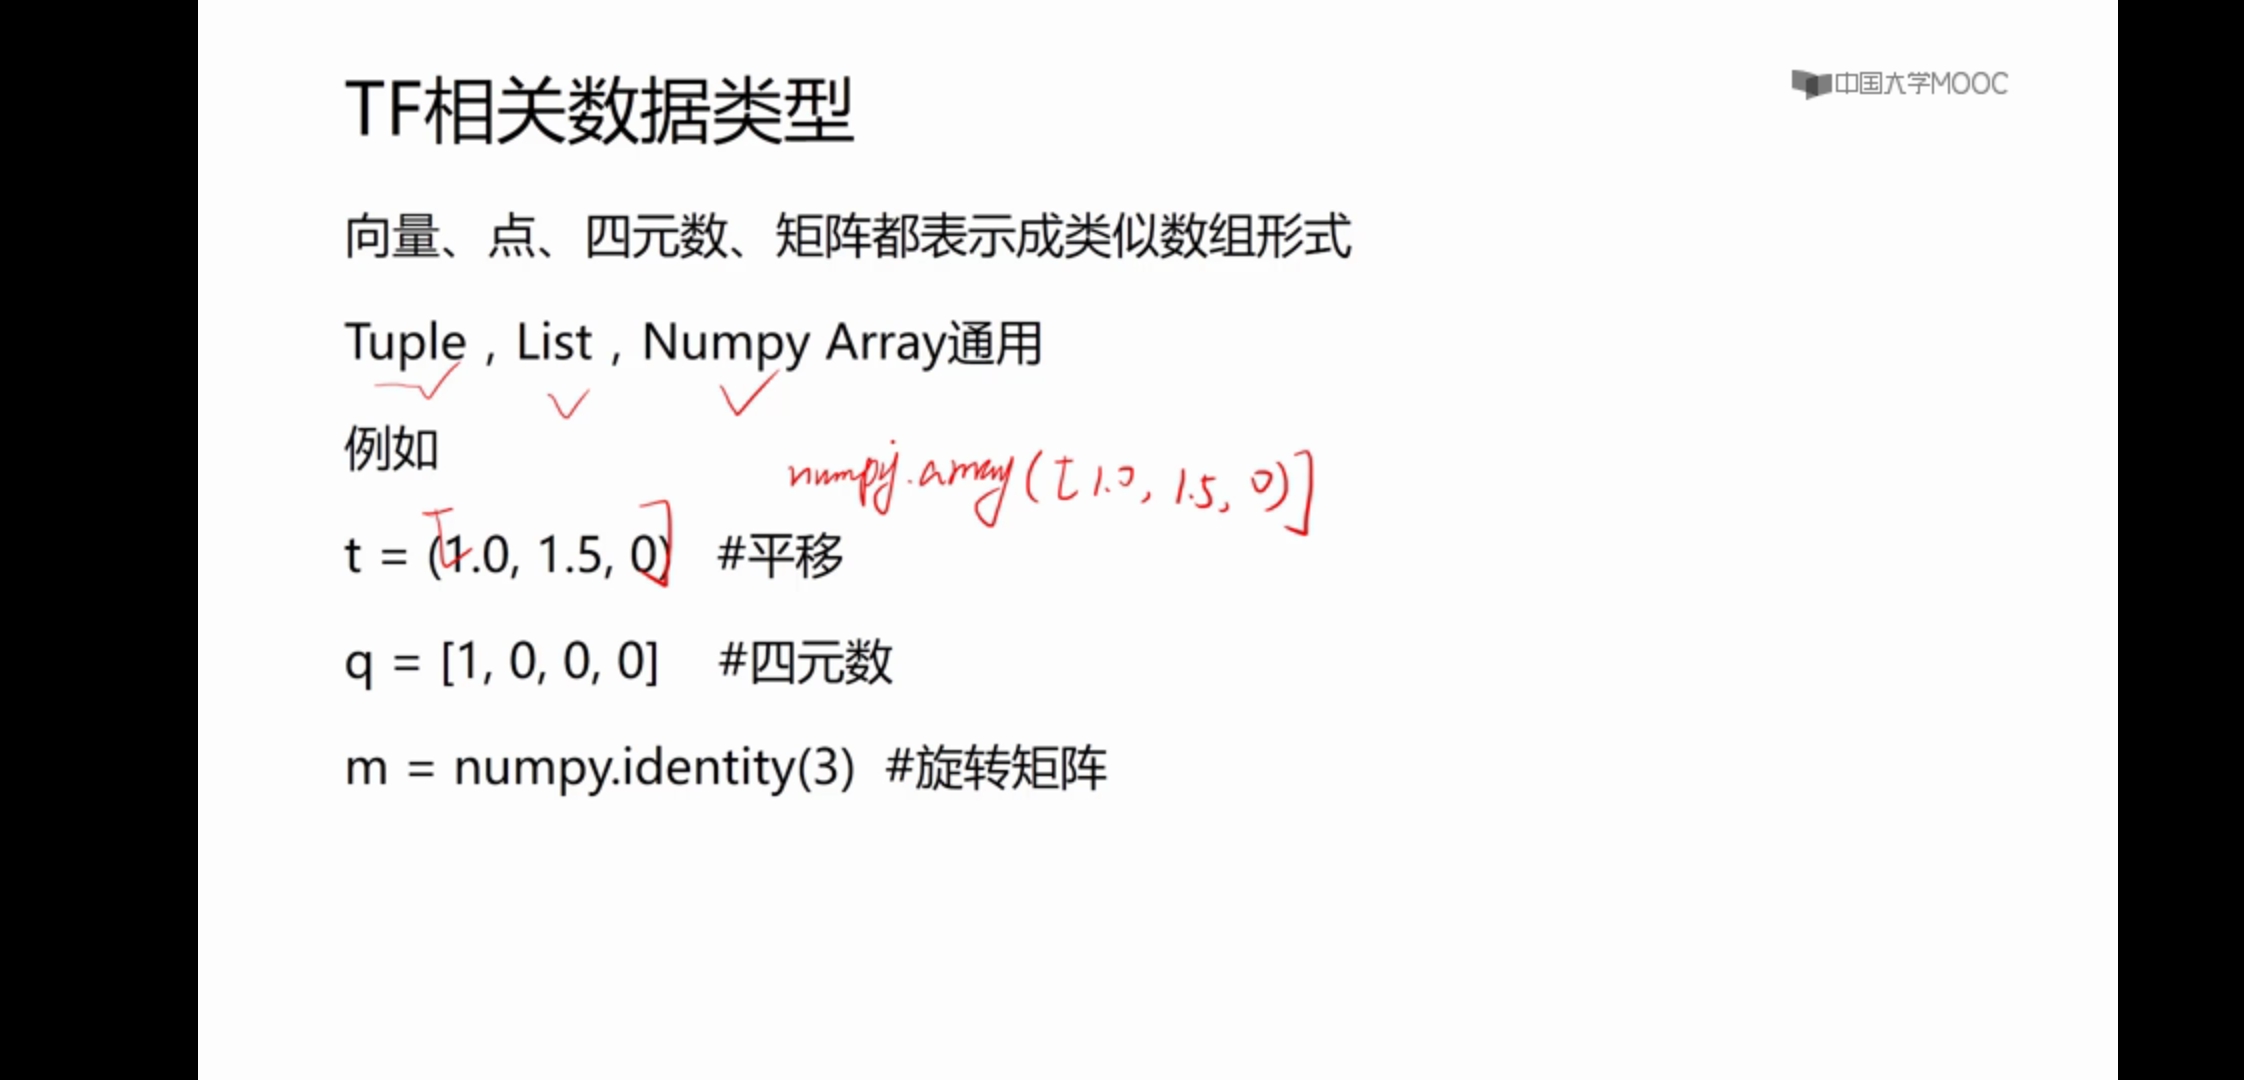 TF相关数据类型
中国大学MOOC
向量、点、四元数、矩阵都表示成类似数组形式
Tuple , List , Numpy Array通用
例如
numpy.array([1.0, 1.5, 0)]
t = (1.0, 1.5, 0) #平移
q = [1, 0, 0, 0] #四元数
m = numpy.identity(3) #旋转矩阵